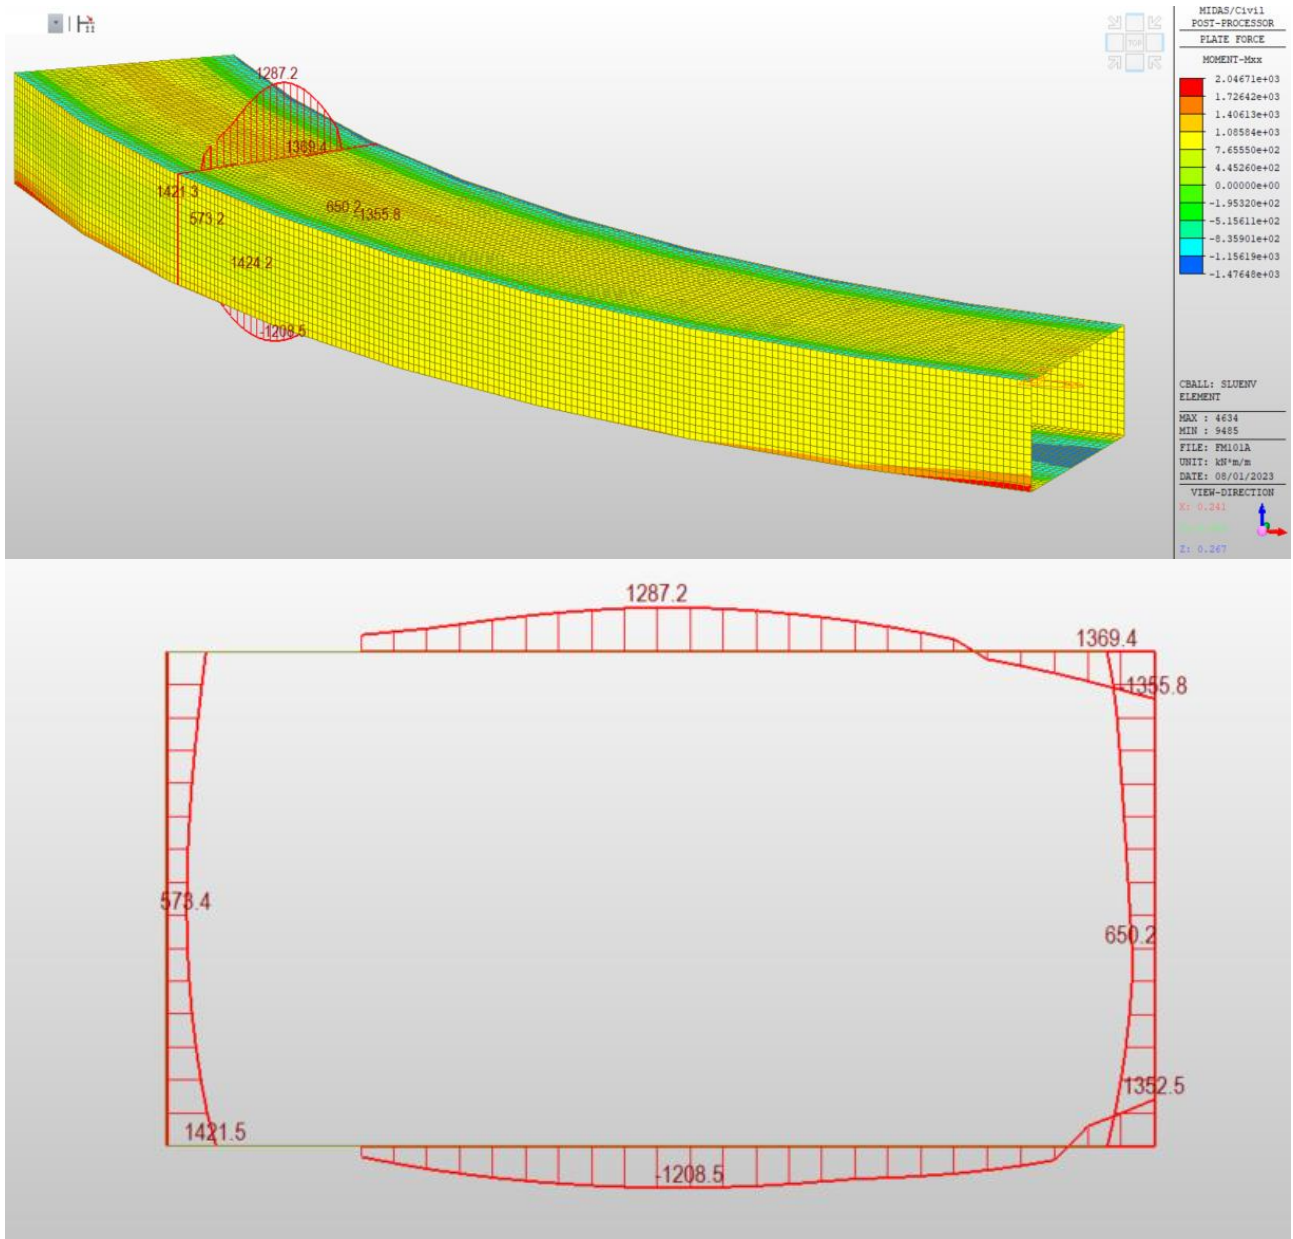 MIDAS/Civil
POST-PROCESSOR
PLATE FORCE
MOMENT-Mxx
2.04671e+03
1.72642e+03
1.40613e+03
1.08584e+03
7.65550e+02
4.45260e+02
0.00000e+00
-1.95320e+02
-5.15611e+02
-8.35901e+02
-1.15619e+03
-1.47648e+03
CBALL: SLUENV
ELEMENT
MAX : 4634
MIN : 9485
FILE: FM101A
UNIT: kN*m/m
DATE: 08/01/2023
VIEW-DIRECTION
X: 0.241
Z: 0.267
TOP
1287.2
1369.4
1421.3
573.2
650.2
-1355.8
1424.2
-1208.5
1287.2
1369.4
-1355.8
573.4
650.2
1352.5
1421.5
-1208.5